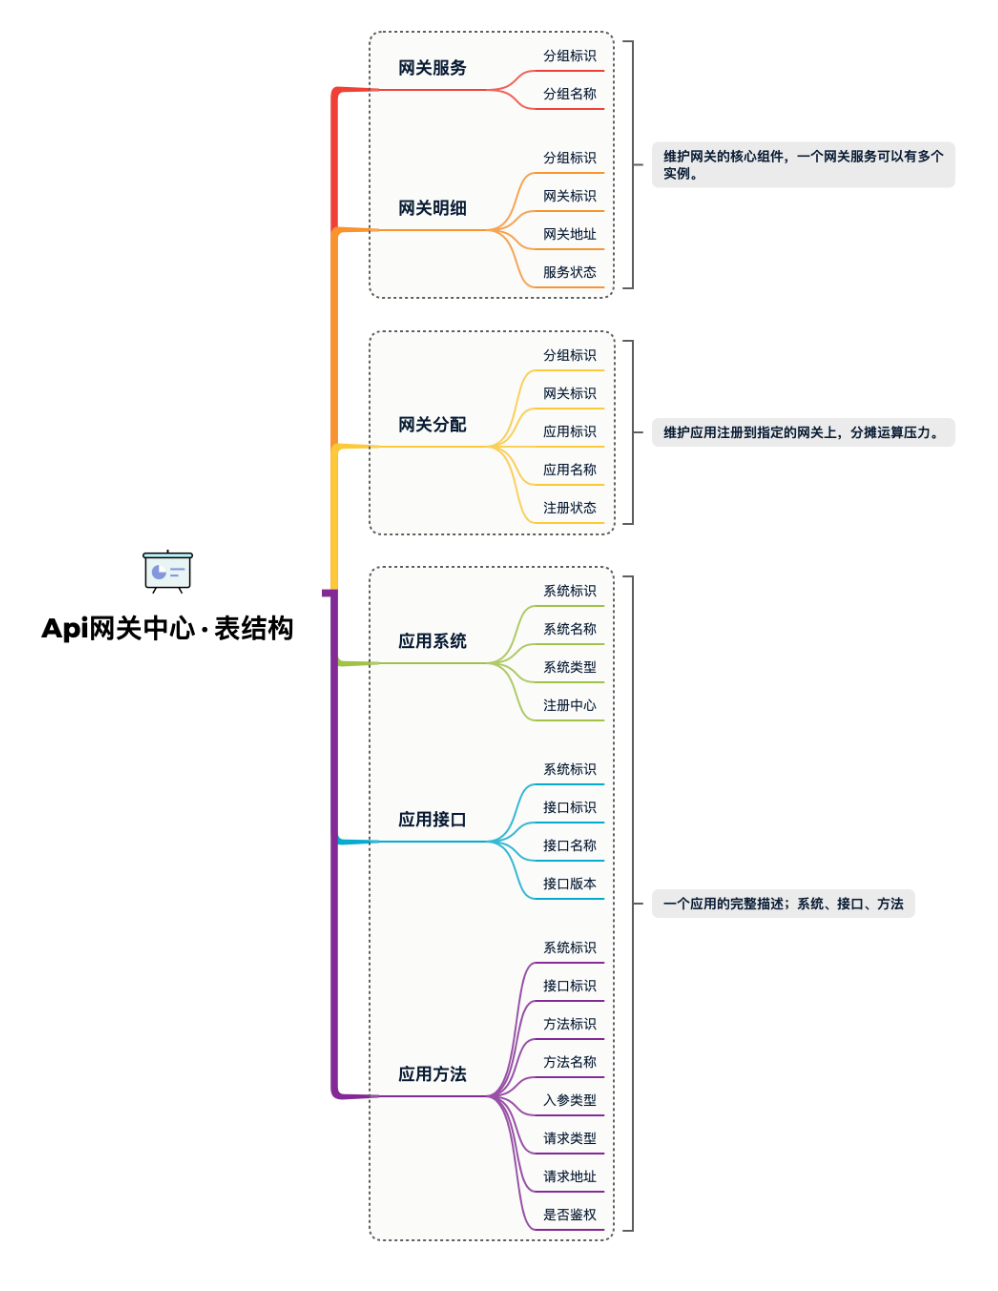 Api网关中心·表结构
网关服务
分组标识
分组名称
网关明细
分组标识
网关标识
网关地址
服务状态
维护网关的核心组件，一个网关服务可以有多个
实例。
网关分配
分组标识
网关标识
应用标识
应用名称
注册状态
维护应用注册到指定的网关上，分摊运算压力。
应用系统
系统标识
系统名称
系统类型
注册中心
应用接口
系统标识
接口标识
接口名称
接口版本
应用方法
系统标识
接口标识
方法标识
方法名称
入参类型
请求类型
请求地址
是否鉴权
一个应用的完整描述；系统、接口、方法